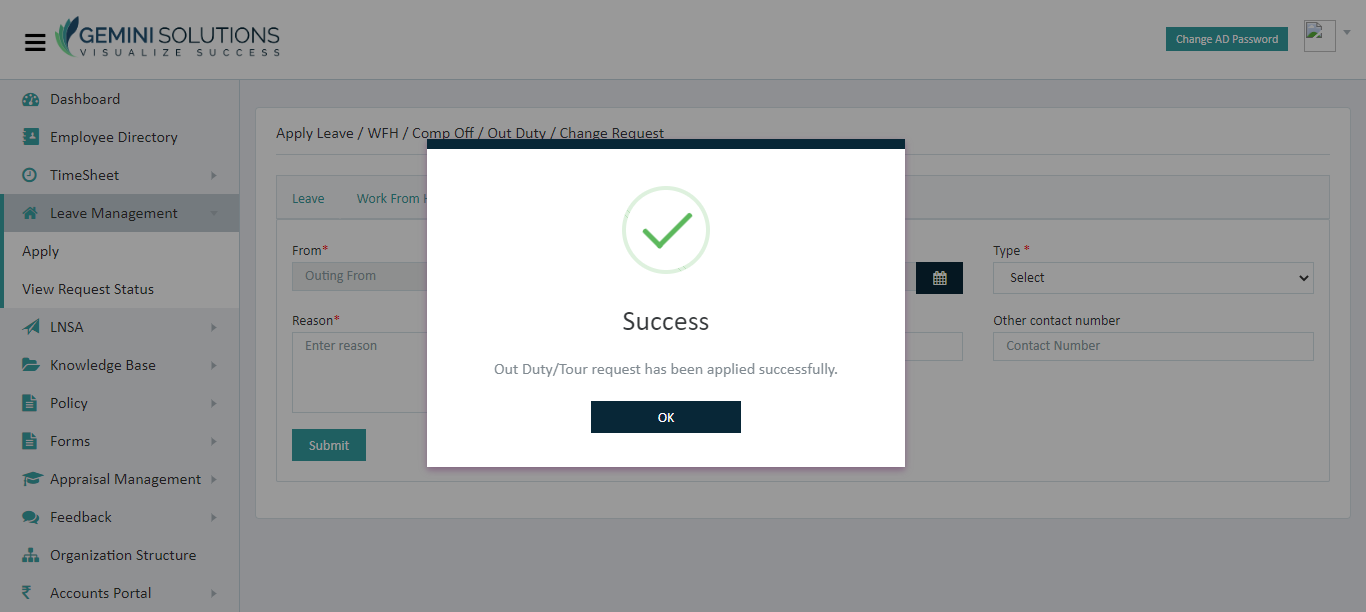 GEMINI SOLUTIONS
VISUALIZE SUCCESS
Change AD Password
Dashboard
Employee Directory
TimeSheet
Leave Management
Apply
View Request Status
LNSA
Knowledge Base
Policy
Forms
Appraisal Management
Feedback
Organization Structure
Accounts Portal
Apply Leave / WFH / Comp Off / Out Duty / Change Request
Leave
Work From
From*
Outing From
Type *
Select
Reason*
Enter reason
Other contact number
Contact Number
Submit
Success
Out Duty/Tour request has been applied successfully.
OK